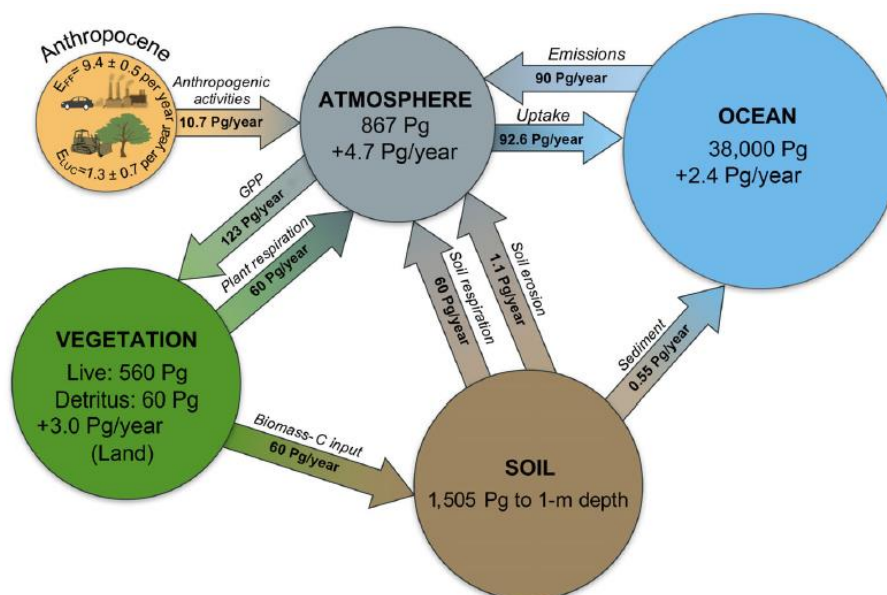 Anthropocene
E_FF= 9.4 ± 0.5 per year
E_LUC=1.3 ± 0.7 per year
Anthropogenic
activities
10.7 Pg/year
ATMOSPHERE
867 Pg
+4.7 Pg/year
Emissions
90 Pg/year
Uptake
92.6 Pg/year
OCEAN
38,000 Pg
+2.4 Pg/year
GPP
123 Pg/year
Plant respiration
60 Pg/year
Soil respiration
60 Pg/year
Soil erosion
1.1 Pg/year
Sediment
0.55 Pg/year
VEGETATION
Live: 560 Pg
Detritus: 60 Pg
+3.0 Pg/year
(Land)
Biomass- C input
60 Pg/year
SOIL
1,505 Pg to 1-m depth